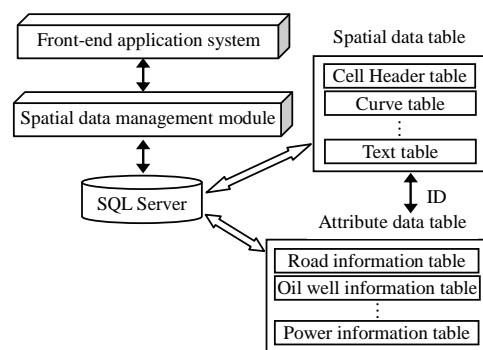 Front-end application system
Spatial data management module
SQL Server
Spatial data table
Cell Header table
Curve table
⋮
Text table
ID
Attribute data table
Road information table
Oil well information table
⋮
Power information table